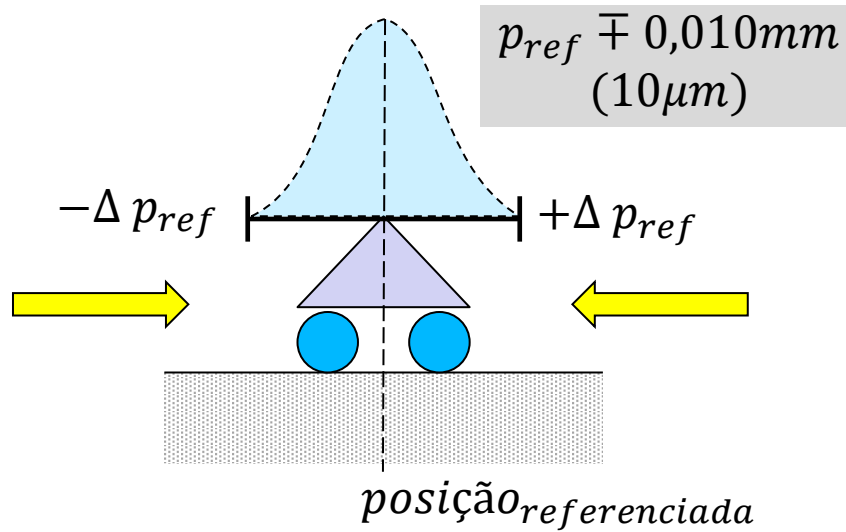 p_ref ∓ 0,010mm
(10μm)
−Δ p_ref
+Δ p_ref
posição_referenciada